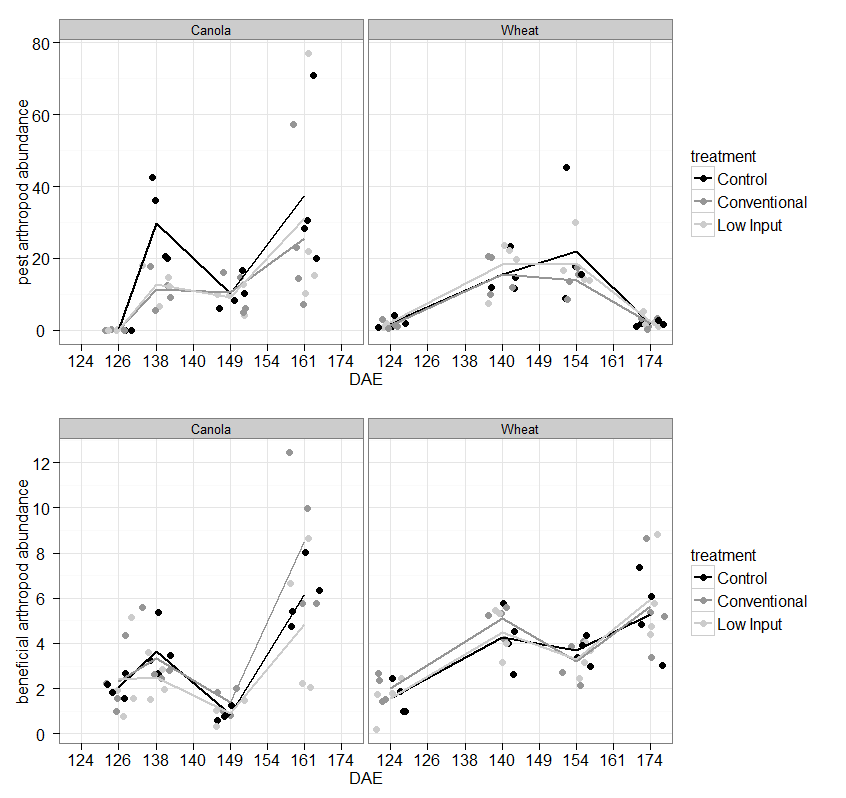 Canola Wheat
80
60
40
20
0
pest arthropod abundance
124 126 138 140 149 154 161 174 124 126 138 140 149 154 161 174
DAE
treatment
Control
Conventional
Low Input
Canola Wheat
12
10
8
6
4
2
0
beneficial arthropod abundance
124 126 138 140 149 154 161 174 124 126 138 140 149 154 161 174
DAE
treatment
Control
Conventional
Low Input